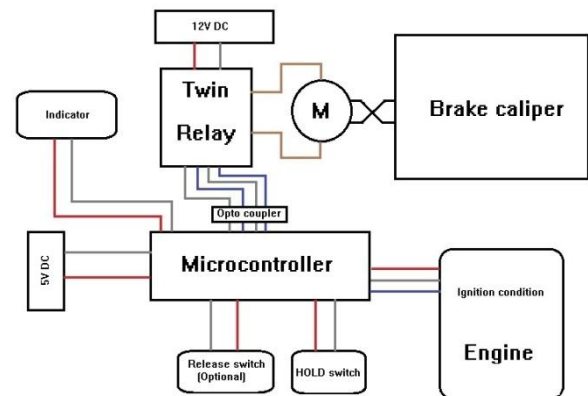 12V DC
Twin
Relay
M
Brake caliper
Indicator
Opto coupler
5V DC
Microcontroller
Ignition condition
Engine
Release switch
(Optional)
HOLD switch